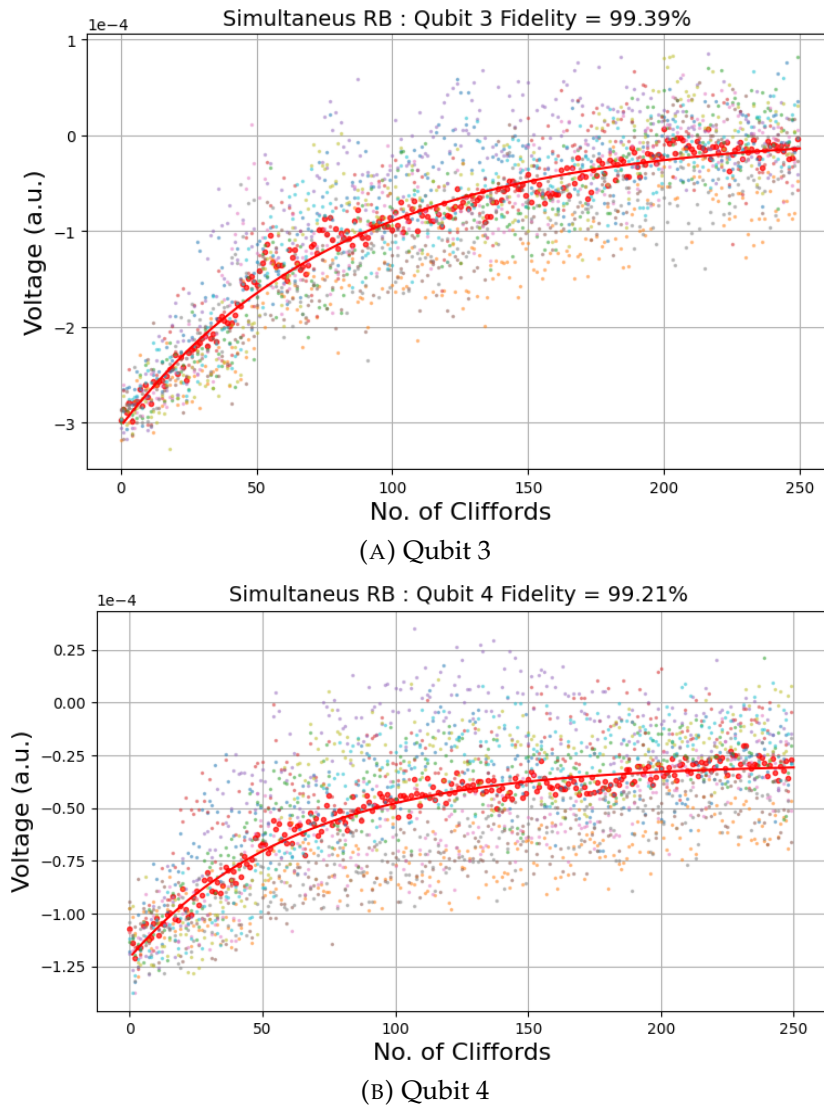 Simultaneus RB : Qubit 3 Fidelity = 99.39%
1e−4
1
0
−1
−2
−3
Voltage (a.u.)
0 50 100 150 200 250
No. of Cliffords
(A) Qubit 3
Simultaneus RB : Qubit 4 Fidelity = 99.21%
1e−4
0.25
0.00
−0.25
−0.50
−0.75
−1.00
−1.25
Voltage (a.u.)
0 50 100 150 200 250
No. of Cliffords
(B) Qubit 4